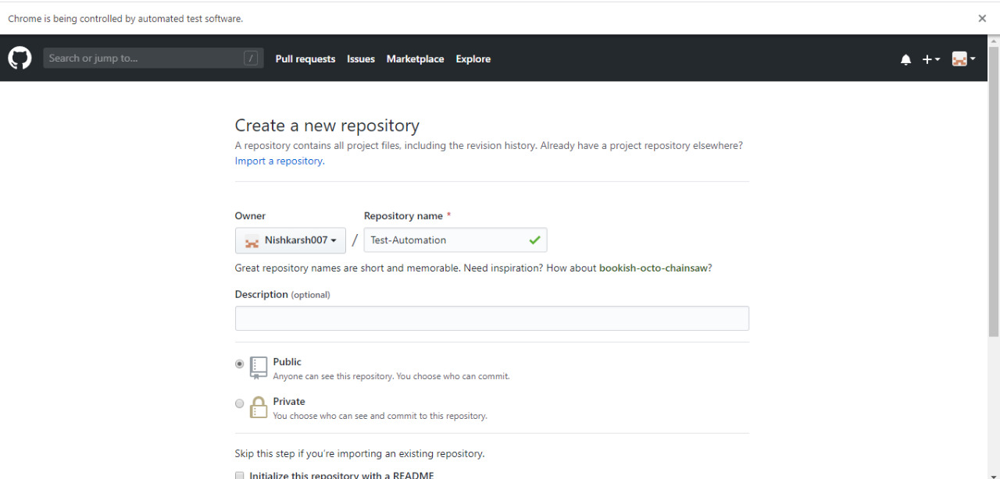 Chrome is being controlled by automated test software.
Search or jump to... /
Pull requests Issues Marketplace Explore
Create a new repository
A repository contains all project files, including the revision history. Already have a project repository elsewhere?
Import a repository.
Owner Repository name *
Nishkarsh007 / Test-Automation
Great repository names are short and memorable. Need inspiration? How about bookish-octo-chainsaw?
Description (optional)
Public
Anyone can see this repository. You choose who can commit.
Private
You choose who can see and commit to this repository.
Skip this step if you're importing an existing repository.
Initialize this repository with a README